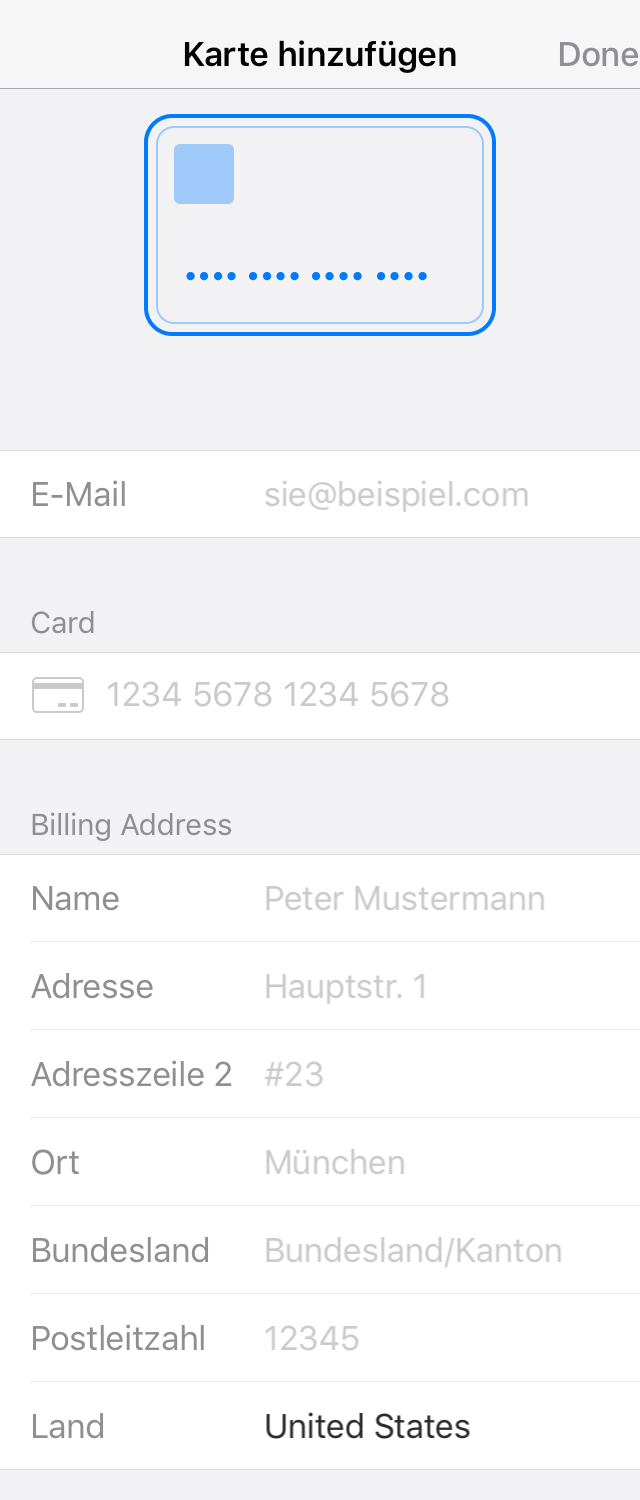 Karte hinzufügen Done
•••• •••• •••• ••••
E-Mail sie@beispiel.com
Card
1234 5678 1234 5678
Billing Address
Name Peter Mustermann
Adresse Hauptstr. 1
Adresszeile 2 #23
Ort München
Bundesland Bundesland/Kanton
Postleitzahl 12345
Land United States